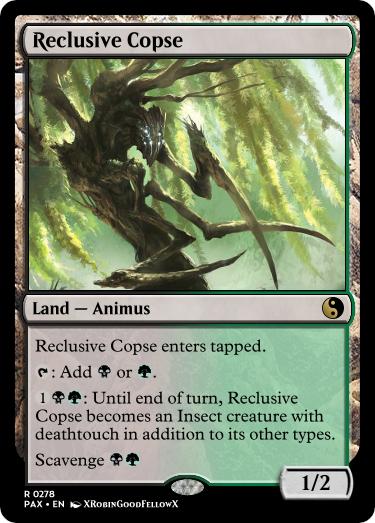 Reclusive Copse
Land — Animus
Reclusive Copse enters tapped.
: Add or .
1 : Until end of turn, Reclusive
Copse becomes an Insect creature with
deathtouch in addition to its other types.
Scavenge
1/2
R 0278
PAX • EN XROBINGOODFELLOWX